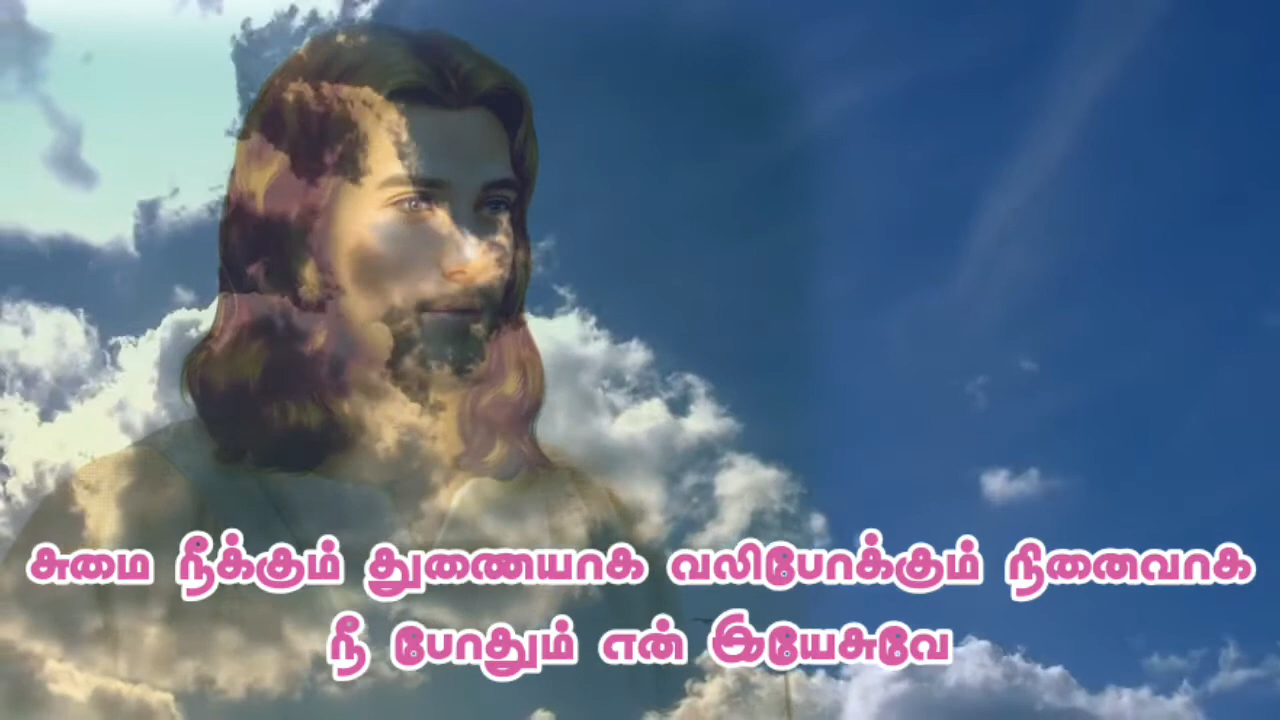 சுமை நீக்கும் துணையாக வலிபோக்கும் நினைவாக
நீ போதும் என் இயேசுவே